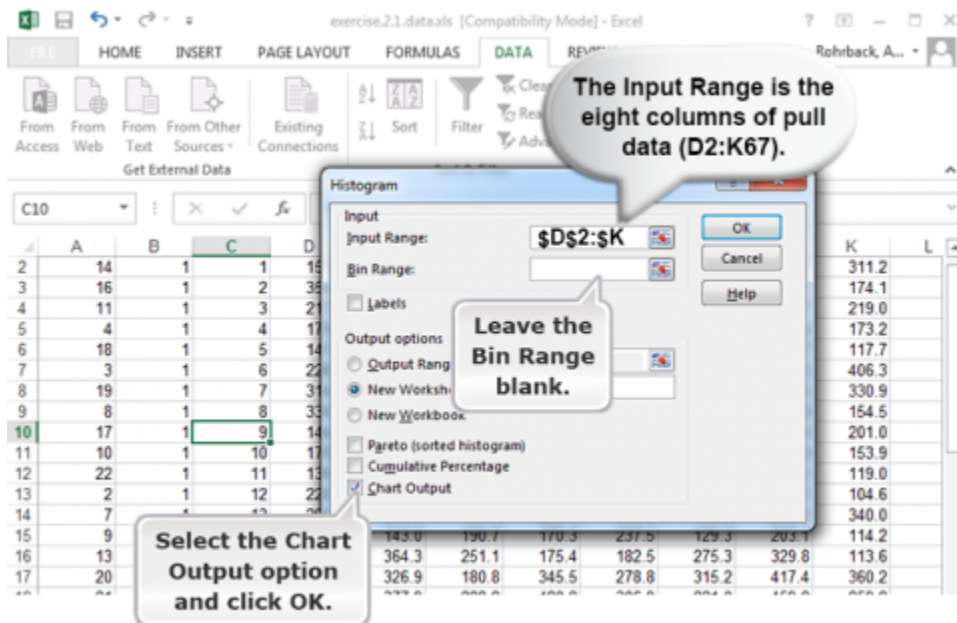 exercise.2.1.data.xls [Compatibility Mode] - Excel
FILE HOME INSERT PAGE LAYOUT FORMULAS DATA Rohrback, A...
From Access
From Web
From Text
From Other Sources
Existing Connections
Sort
Filter
Get External Data
The Input Range is the
eight columns of pull
data (D2:K67).
C10
fx
Histogram
Input
Input Range: $D$2:$K
Bin Range:
Labels
OK
Cancel
Help
Leave the
Bin Range
blank.
Output options
New Workbook
Pareto (sorted histogram)
Cumulative Percentage
Chart Output
Select the Chart
Output option
and click OK.
A B C D K L
2 14 1 1 311.2
3 16 1 2 174.1
4 11 1 3 219.0
5 4 1 4 173.2
6 18 1 5 117.7
7 3 1 6 406.3
8 19 1 7 330.9
9 8 1 8 154.5
10 17 1 9 201.0
11 10 1 10 153.9
12 22 1 11 119.0
13 2 1 12 104.6
14 7 340.0
15 9 143.0 190.7 170.3 237.5 129.3 203.1 114.2
16 13 364.3 251.1 175.4 182.5 275.3 329.8 113.6
17 20 326.9 180.8 345.5 278.8 315.2 417.4 360.2